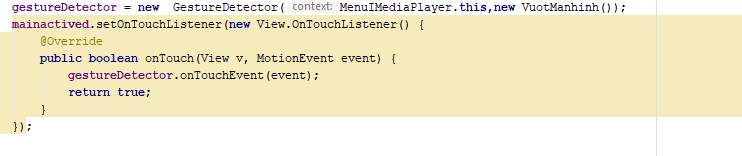 gestureDetector = new  GestureDetector( context: MenuIMediaPlayer.this,new VuotManhinh());
mainactived.setOnTouchListener(new View.OnTouchListener() {
    @Override
    public boolean onTouch(View v, MotionEvent event) {
        gestureDetector.onTouchEvent(event);
        return true;
    }
});